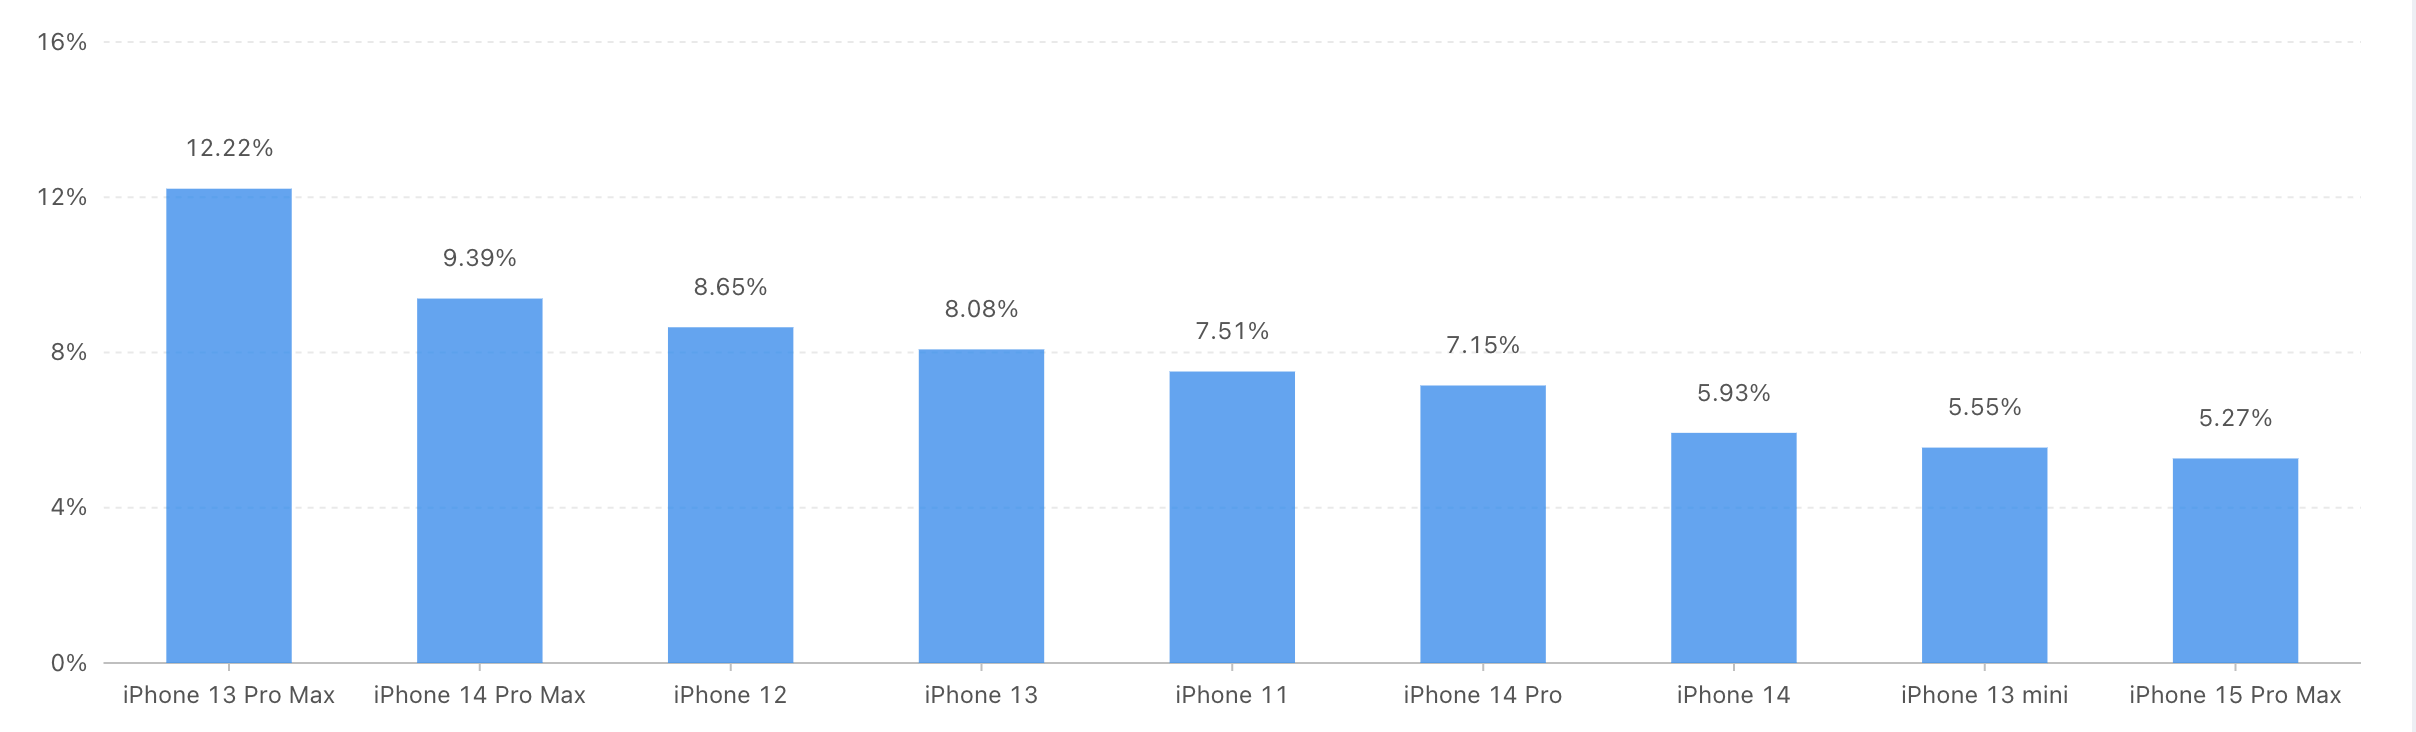 16%
12%
8%
4%
0%
12.22%
9.39%
8.65%
8.08%
7.51%
7.15%
5.93%
5.55%
5.27%
iPhone 13 Pro Max
iPhone 14 Pro Max
iPhone 12
iPhone 13
iPhone 11
iPhone 14 Pro
iPhone 14
iPhone 13 mini
iPhone 15 Pro Max